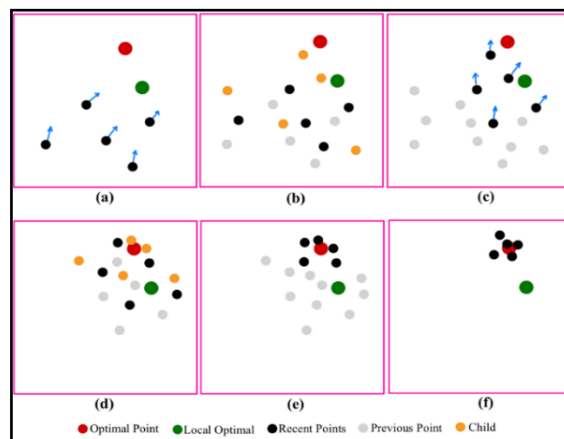 (a) (b) (c)
(d) (e) (f)
Optimal Point Local Optimal Recent Points Previous Point Child